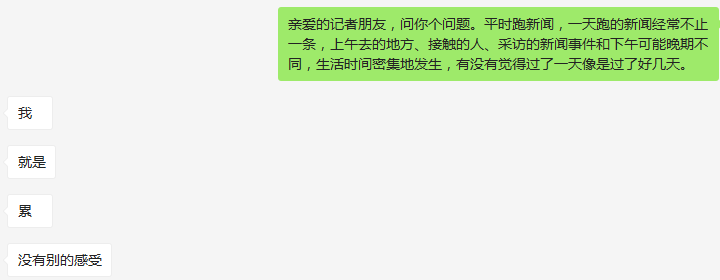 亲爱的记者朋友，问你个问题。平时跑新闻，一天跑的新闻经常不止
一条，上午去的地方、接触的人、采访的新闻事件和下午可能晚期不
同，生活时间密集地发生，有没有觉得过了一天像是过了好几天。
我
就是
累
没有别的感受